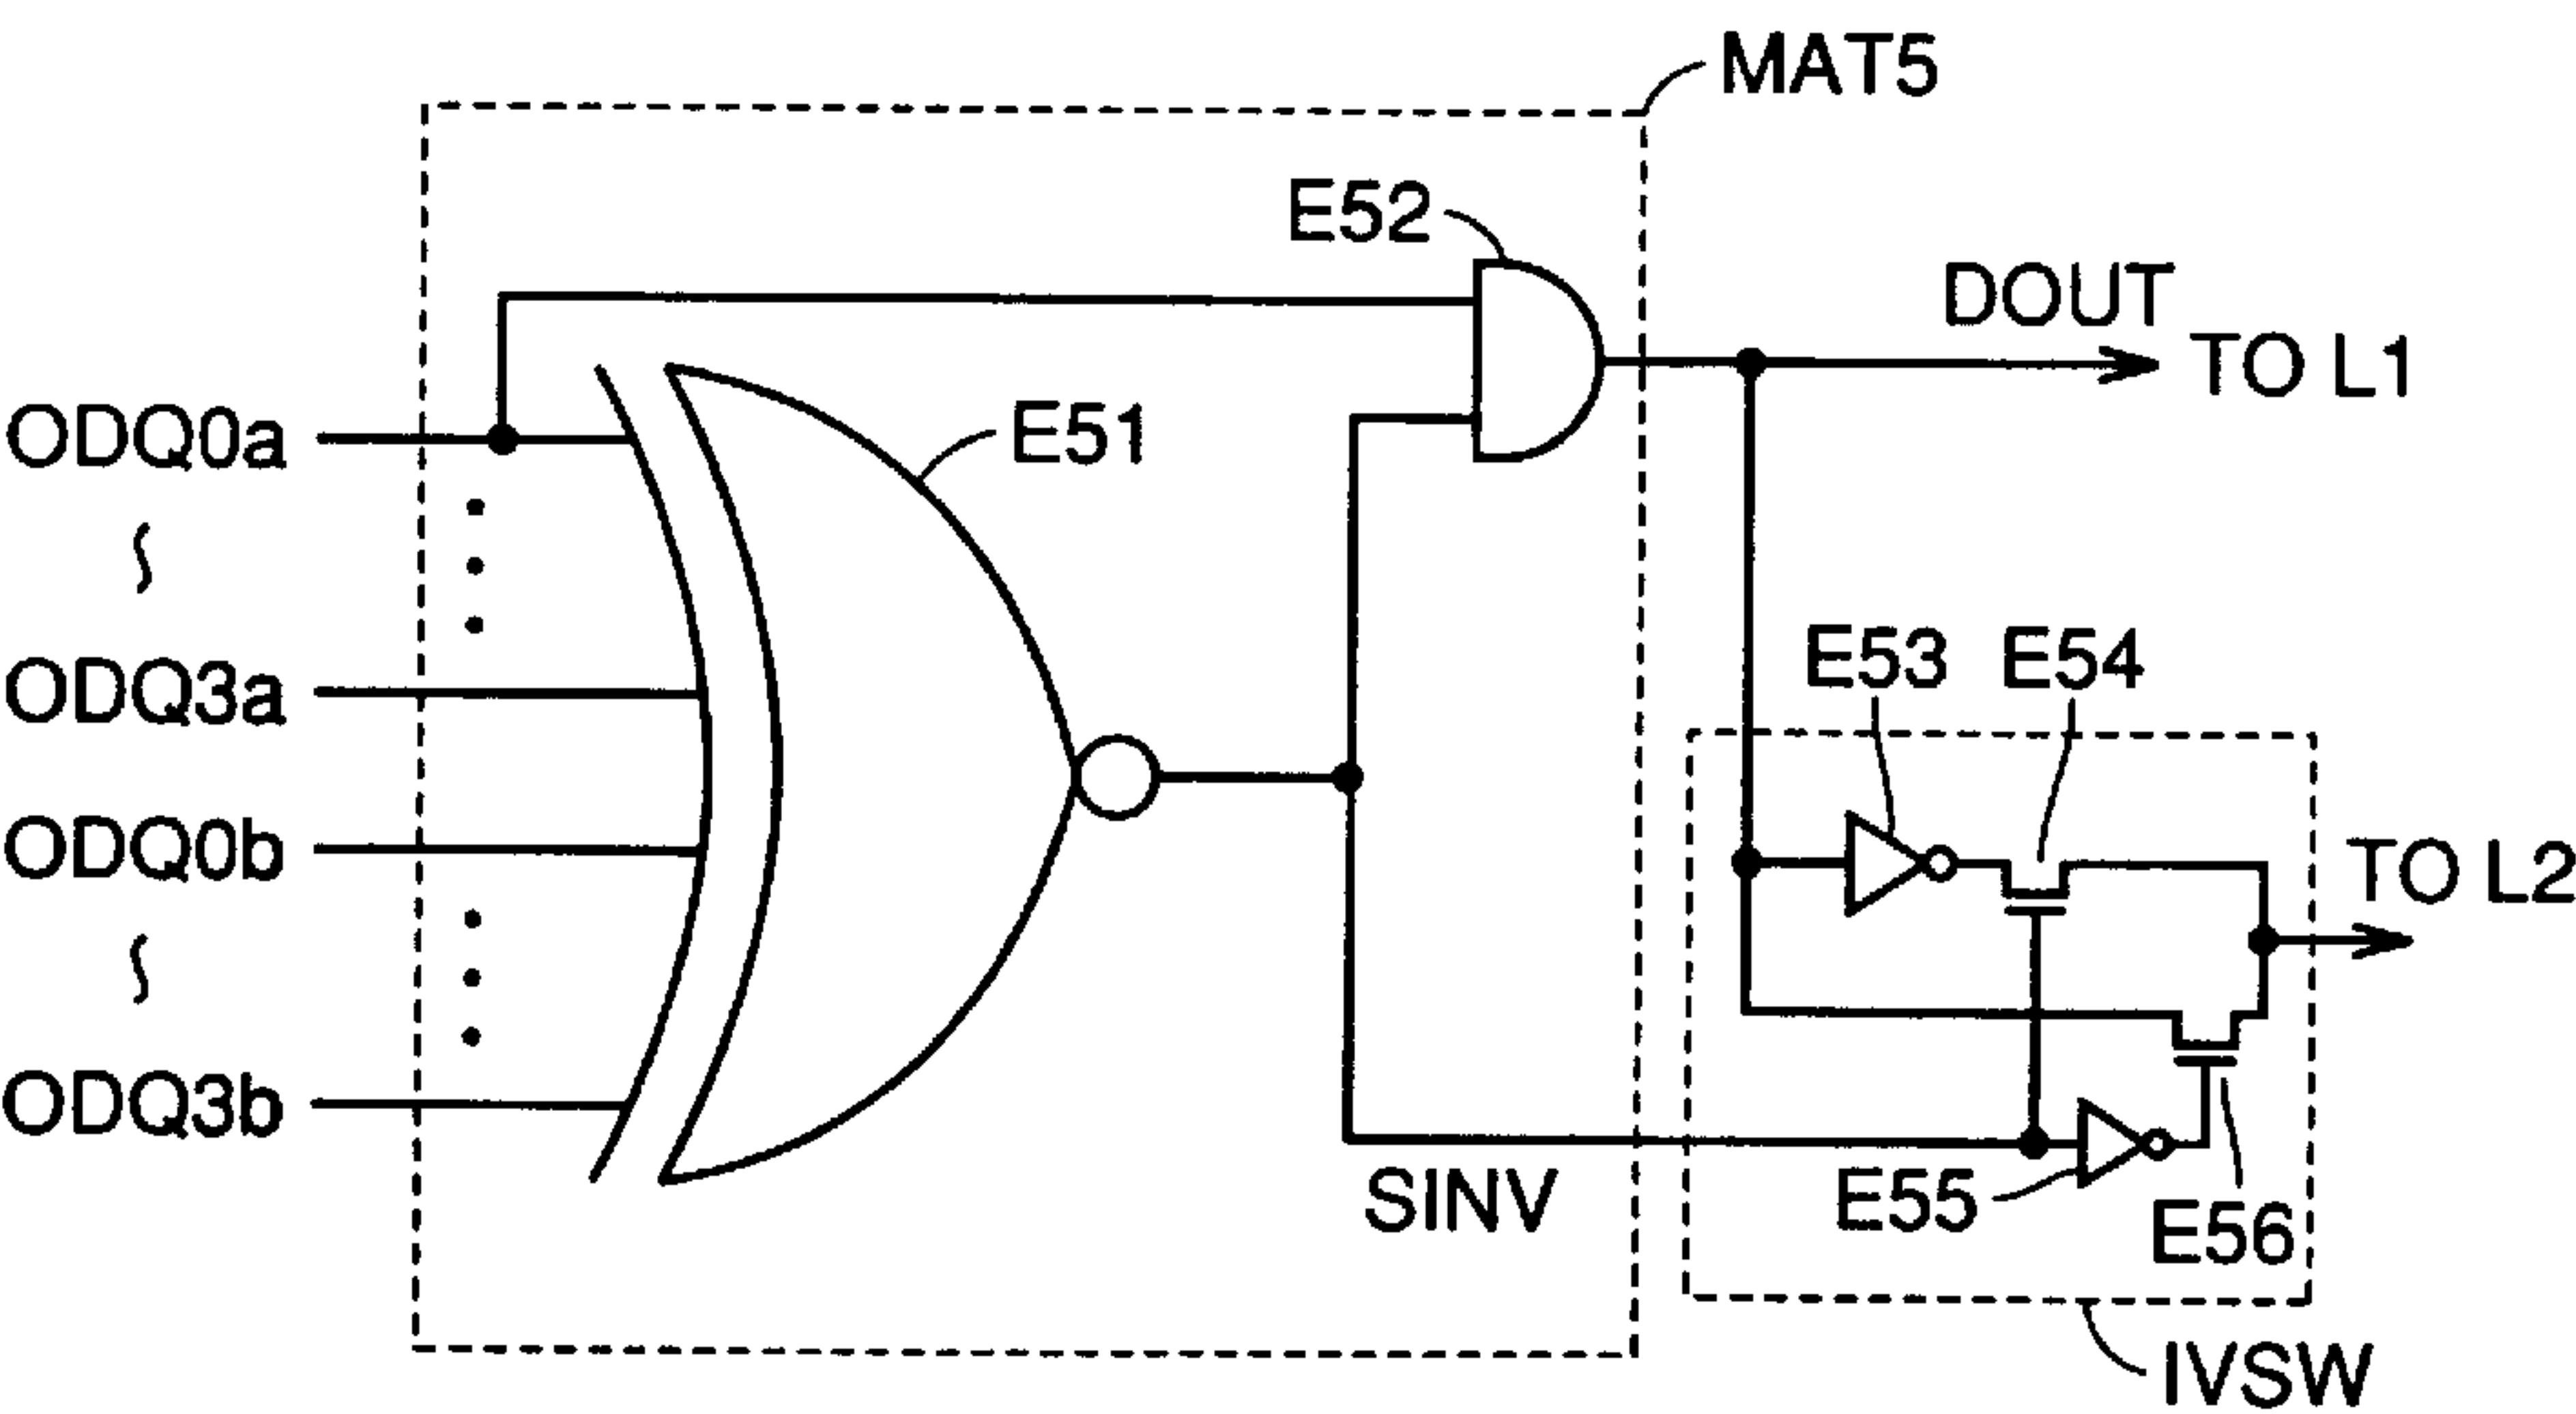 MAT5
E52
DOUT
TO L1
ODQ0a
E51
ODQ3a
E53
E54
ODQ0b
TO L2
ODQ3b
SINV
E55
E56
IVSW